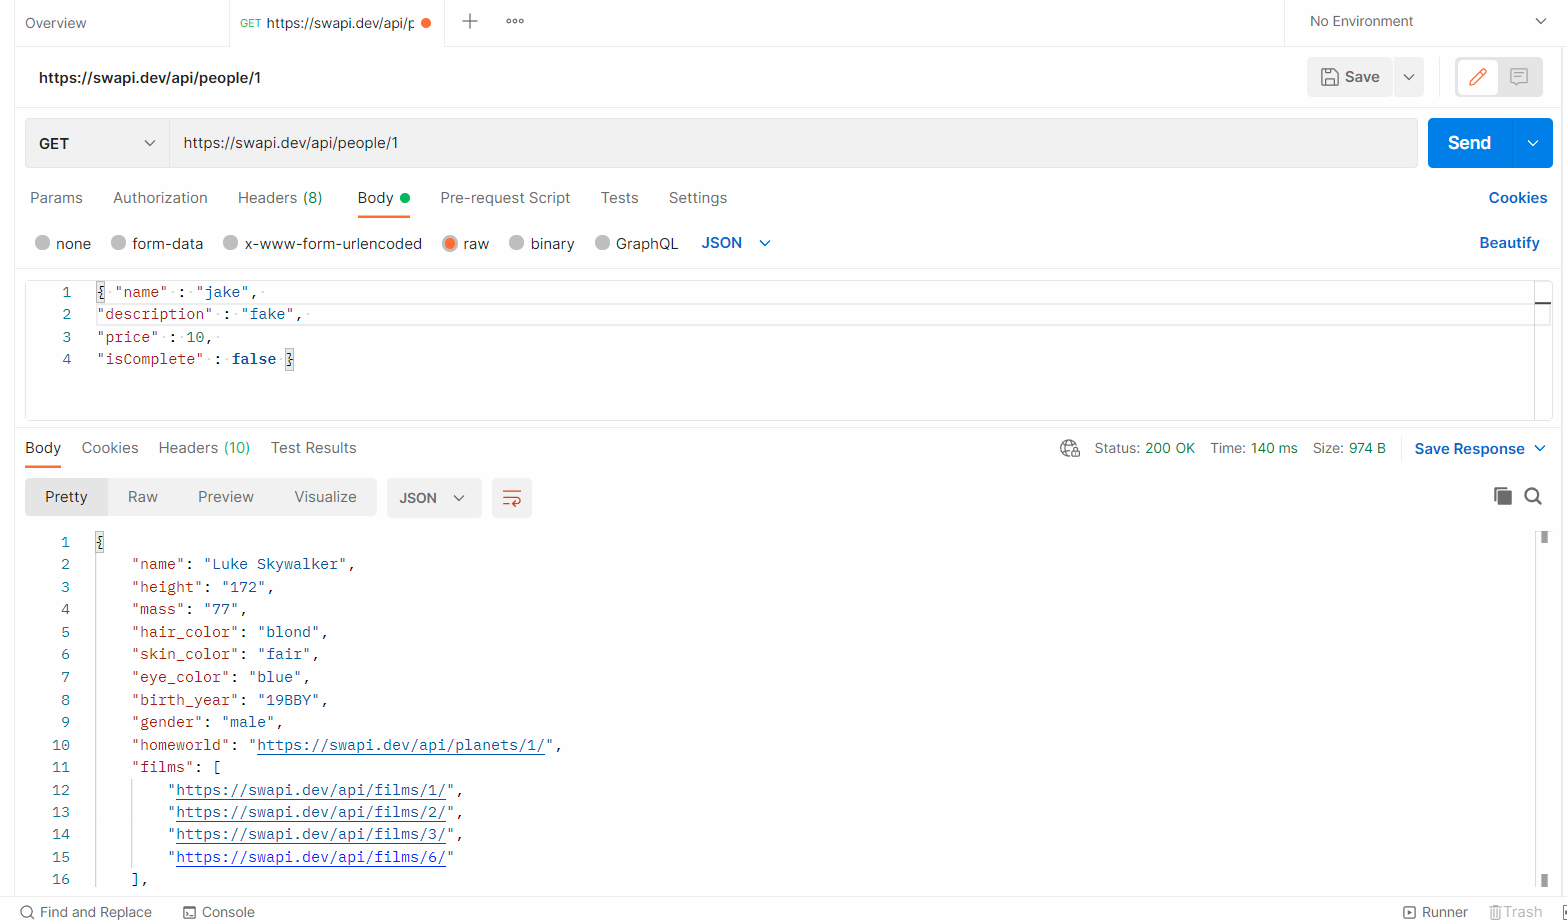 Overview
GET https://swapi.dev/api/p
No Environment
https://swapi.dev/api/people/1
Save
GET https://swapi.dev/api/people/1
Send
Params Authorization Headers (8) Body Pre-request Script Tests Settings Cookies
none form-data x-www-form-urlencoded raw binary GraphQL JSON Beautify
1 { "name" : "jake",
2 "description" : "fake",
3 "price" : 10,
4 "isComplete" : false }
Body Cookies Headers (10) Test Results Status: 200 OK Time: 140 ms Size: 974 B Save Response
Pretty Raw Preview Visualize JSON
1 {
2 "name": "Luke Skywalker",
3 "height": "172",
4 "mass": "77",
5 "hair_color": "blond",
6 "skin_color": "fair",
7 "eye_color": "blue",
8 "birth_year": "19BBY",
9 "gender": "male",
10 "homeworld": "https://swapi.dev/api/planets/1/",
11 "films": [
12 "https://swapi.dev/api/films/1/",
13 "https://swapi.dev/api/films/2/",
14 "https://swapi.dev/api/films/3/",
15 "https://swapi.dev/api/films/6/"
16 ],
Find and Replace Console Runner Trash